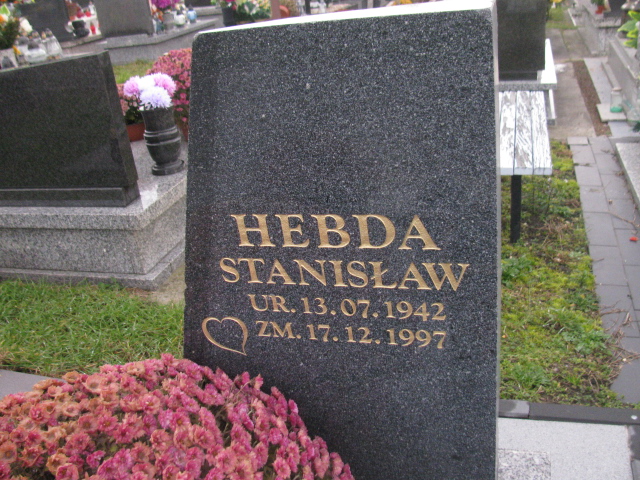 HEBDA
STANISŁAW
UR. 13.07.1942
ZM. 17.12.1997